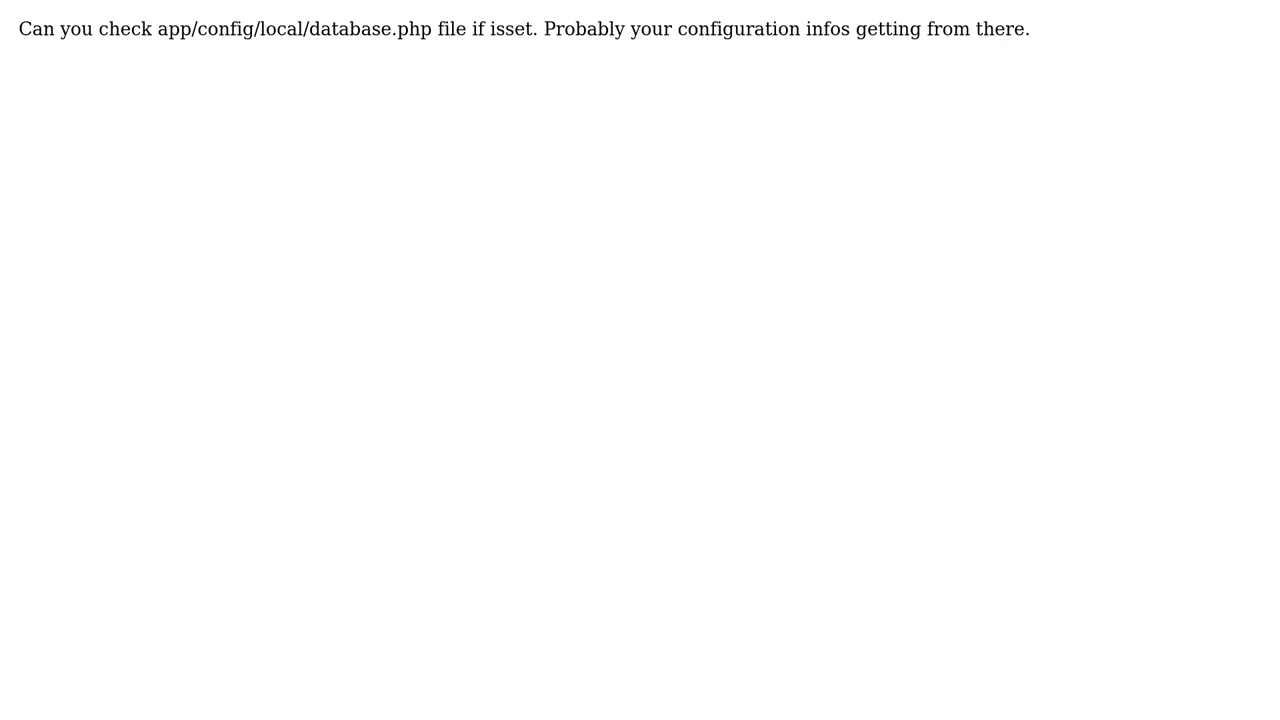 Can you check app/config/local/database.php file if isset. Probably your configuration infos getting from there.